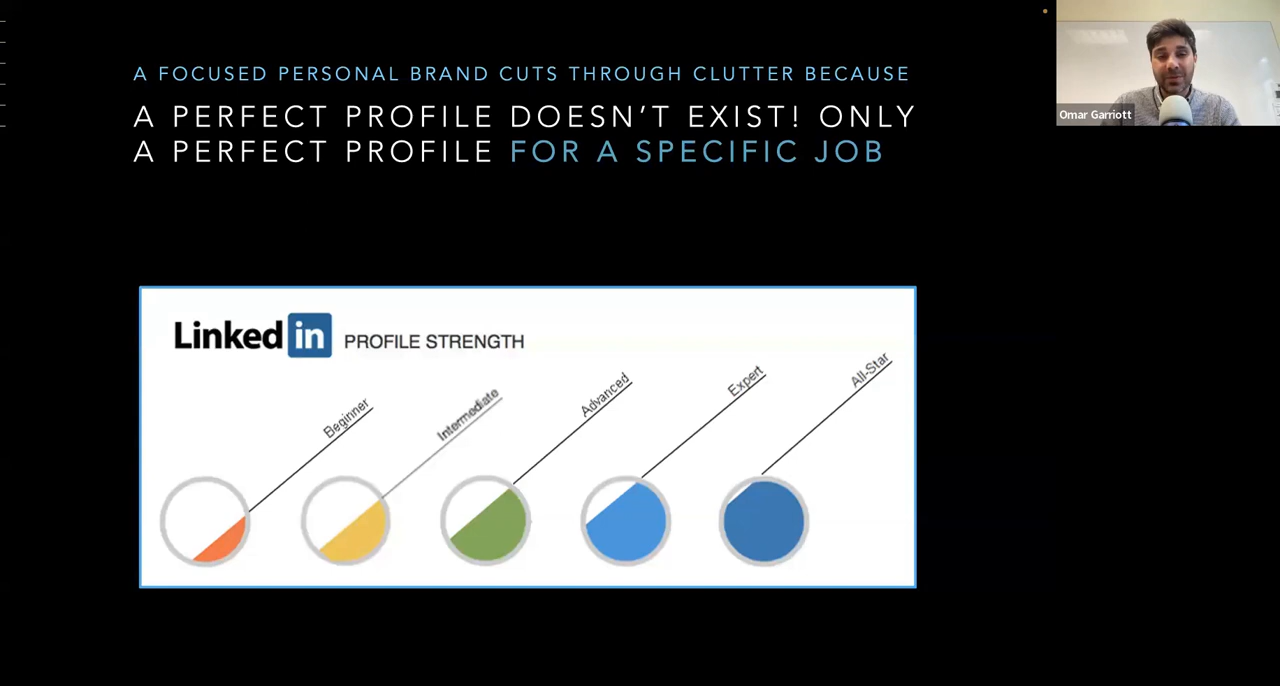 A FOCUSED PERSONAL BRAND CUTS THROUGH CLUTTER BECAUSE
A PERFECT PROFILE DOESN'T EXIST! ONLY
A PERFECT PROFILE FOR A SPECIFIC JOB
Omar Garriott
Linked in PROFILE STRENGTH
Beginner
Intermediate
Advanced
Expert
All-Star